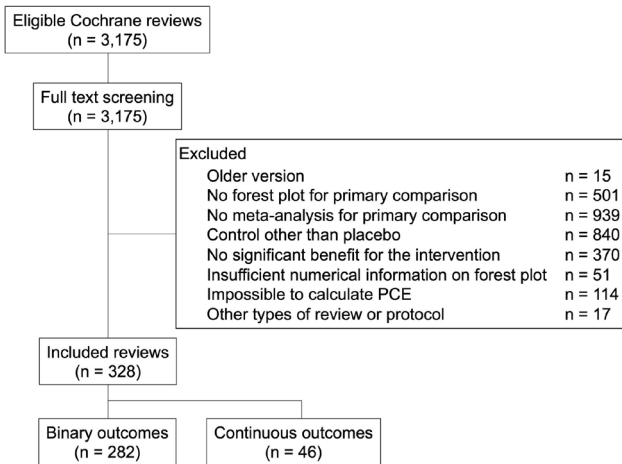 Eligible Cochrane reviews
(n = 3,175)
Full text screening
(n = 3,175)
Excluded
Older version n = 15
No forest plot for primary comparison n = 501
No meta-analysis for primary comparison n = 939
Control other than placebo n = 840
No significant benefit for the intervention n = 370
Insufficient numerical information on forest plot n = 51
Impossible to calculate PCE n = 114
Other types of review or protocol n = 17
Included reviews
(n = 328)
Binary outcomes
(n = 282)
Continuous outcomes
(n = 46)